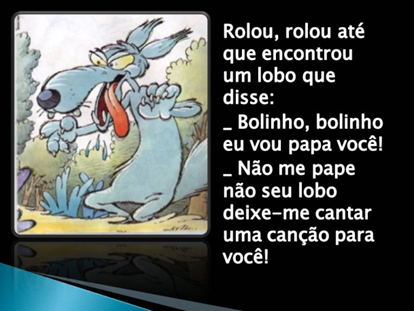 Rolou, rolou até
que encontrou
um lobo que
disse:
_ Bolinho, bolinho
eu vou papa você!
_ Não me pape
não seu lobo
deixe-me cantar
uma canção para
você!